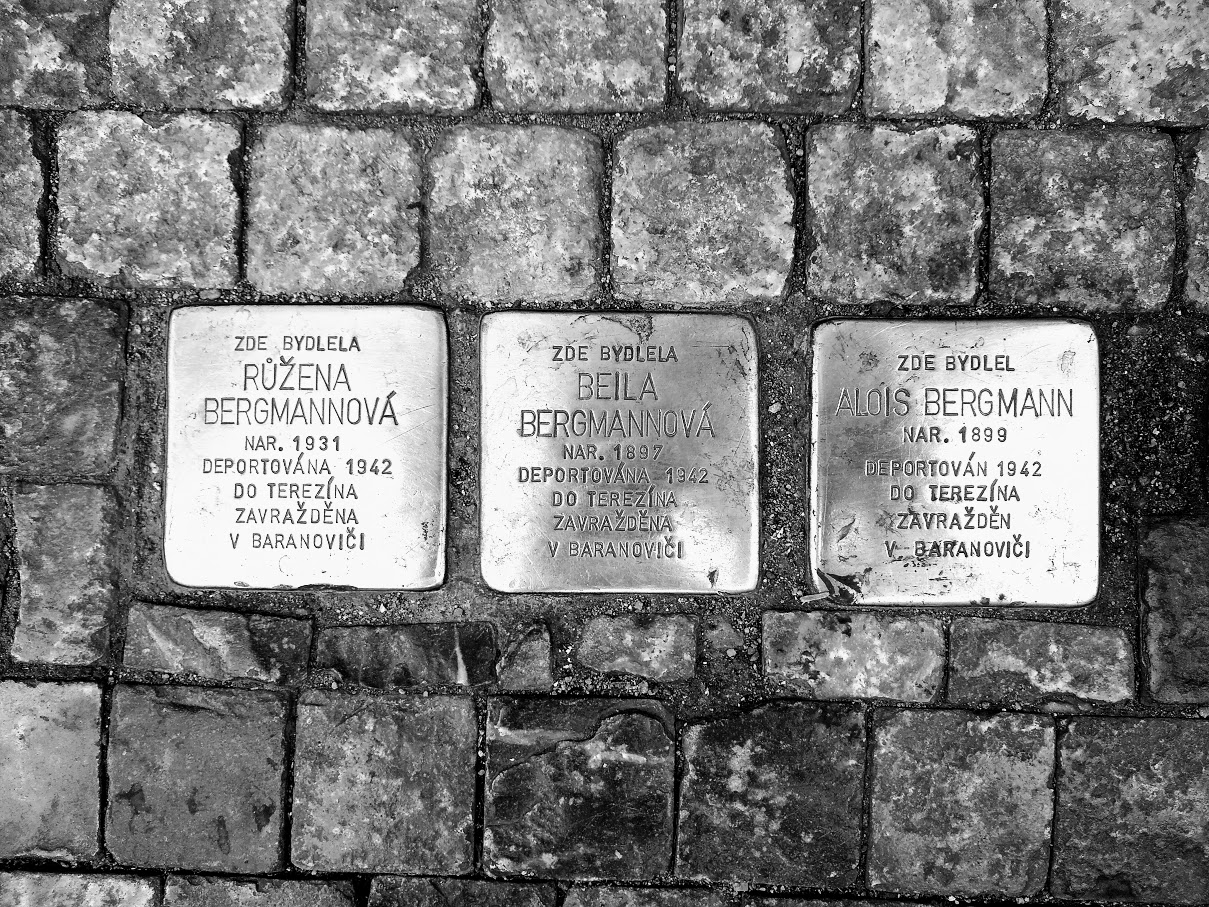 ZDE BYDLELA
RŮŽENA
BERGMANNOVÁ
NAR. 1931
DEPORTOVÁNA 1942
DO TEREZÍNA
ZAVRAŽDĚNA
V BARANOVIČI
ZDE BYDLELA
BEILA
BERGMANNOVÁ
NAR. 1897
DEPORTOVÁNA 1942
DO TEREZÍNA
ZAVRAŽDĚNA
V BARANOVIČI
ZDE BYDLEL
ALOIS BERGMANN
NAR. 1899
DEPORTOVÁN 1942
DO TEREZÍNA
ZAVRAŽDĚN
V BARANOVIČI